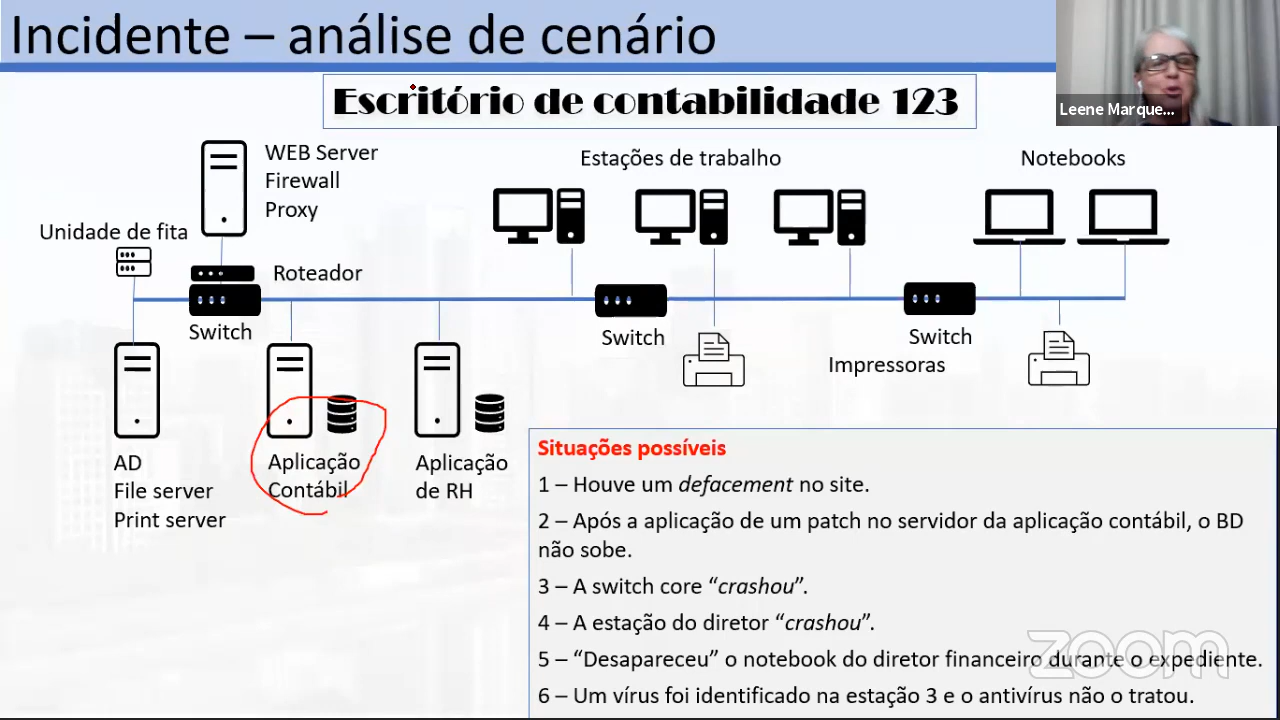 Incidente – análise de cenário
Leene Marque...
Escritório de contabilidade 123
WEB Server
Firewall
Proxy
Estações de trabalho
Notebooks
Unidade de fita
Roteador
Switch
Switch
Switch
Impressoras
AD
File server
Print server
Aplicação
Contábil
Aplicação
de RH
Situações possíveis
1 – Houve um defacement no site.
2 – Após a aplicação de um patch no servidor da aplicação contábil, o BD
não sobe.
3 – A switch core “crashou”.
4 – A estação do diretor “crashou”.
5 – “Desapareceu” o notebook do diretor financeiro durante o expediente.
6 – Um vírus foi identificado na estação 3 e o antivírus não o tratou.
zoom